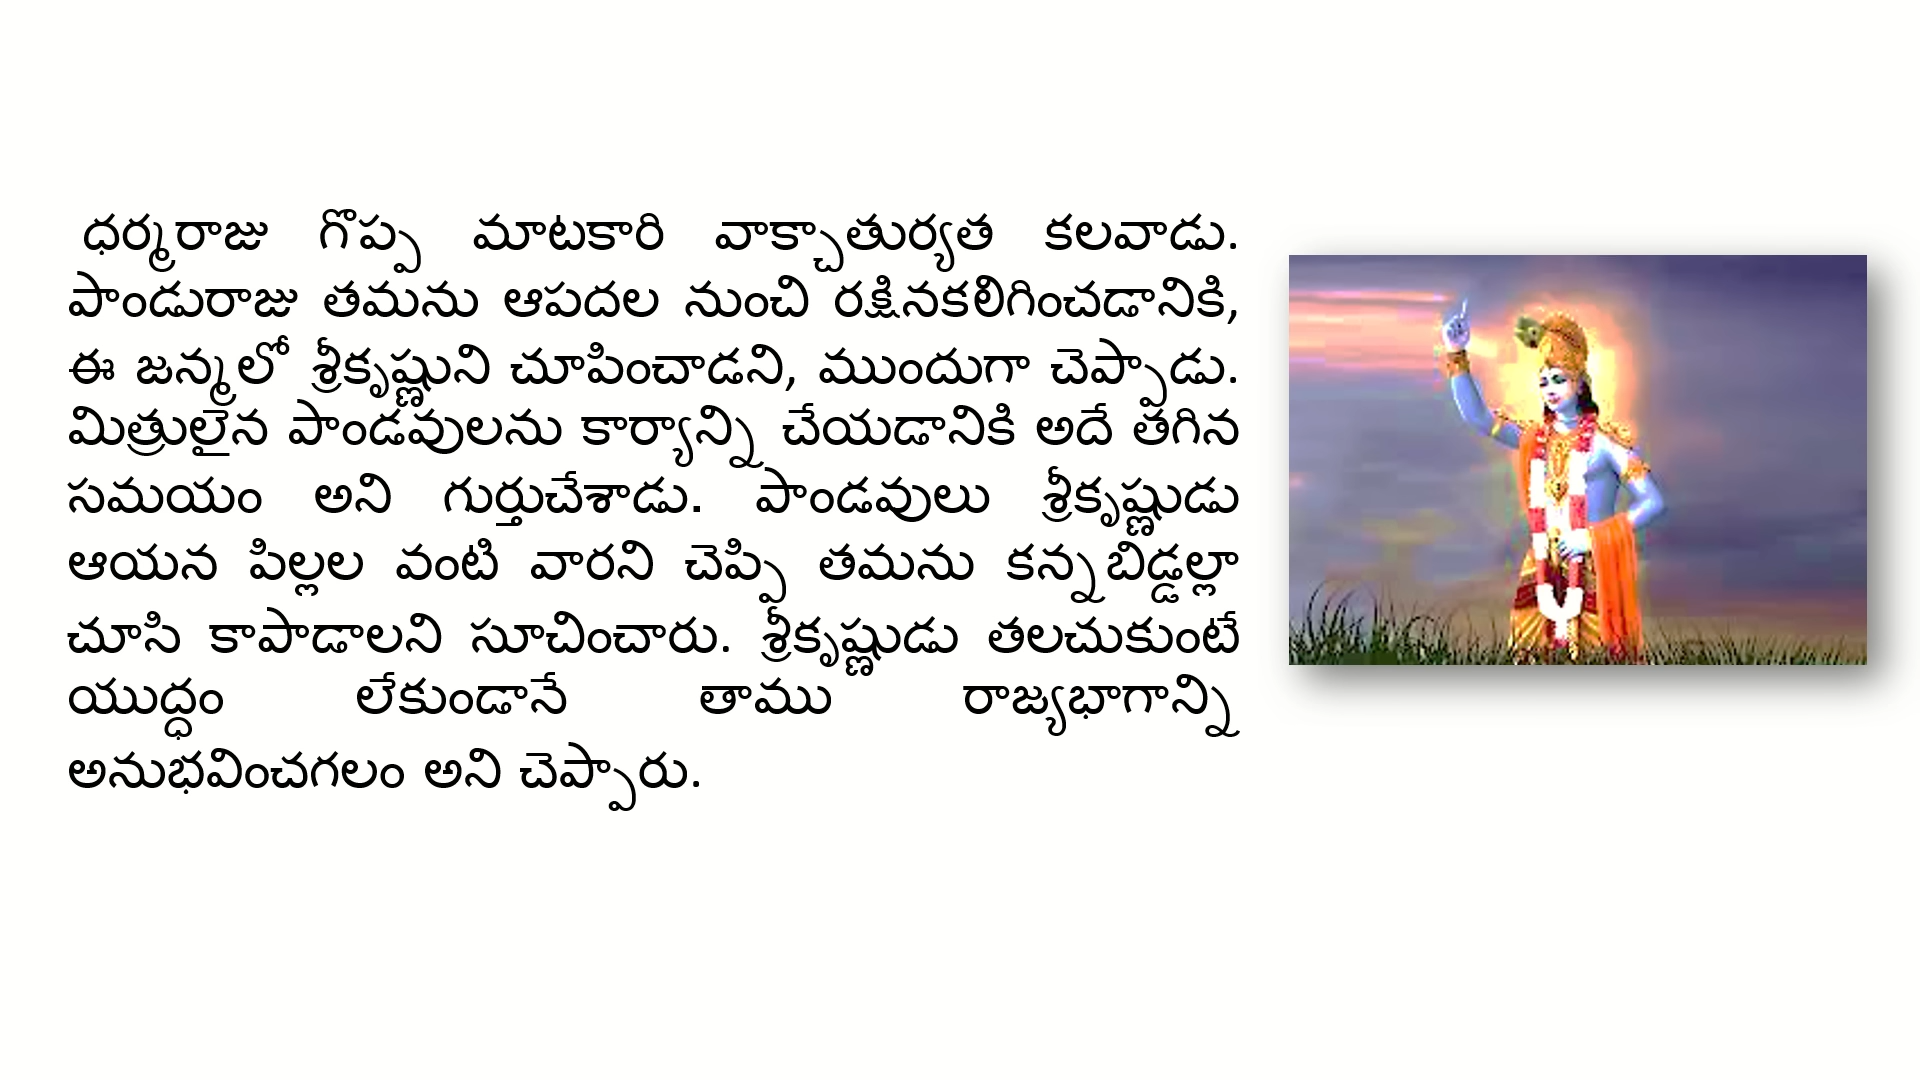 ధర్మరాజు గొప్ప మాటకారి వాక్చాతుర్యత కలవాడు.
పాండురాజు తమను ఆపదల నుంచి రక్షినకలిగించడానికి,
ఈ జన్మలో శ్రీకృష్ణుని చూపించాడని, ముందుగా చెప్పాడు.
మిత్రులైన పాండవులను కార్యాన్ని చేయడానికి అదే తగిన
సమయం అని గుర్తుచేశాడు. పాండవులు శ్రీకృష్ణుడు
ఆయన పిల్లల వంటి వారని చెప్పి తమను కన్నబిడ్డల్లా
చూసి కాపాడాలని సూచించారు. శ్రీకృష్ణుడు తలచుకుంటే
యుద్ధం లేకుండానే తాము రాజ్యభాగాన్ని
అనుభవించగలం అని చెప్పారు.